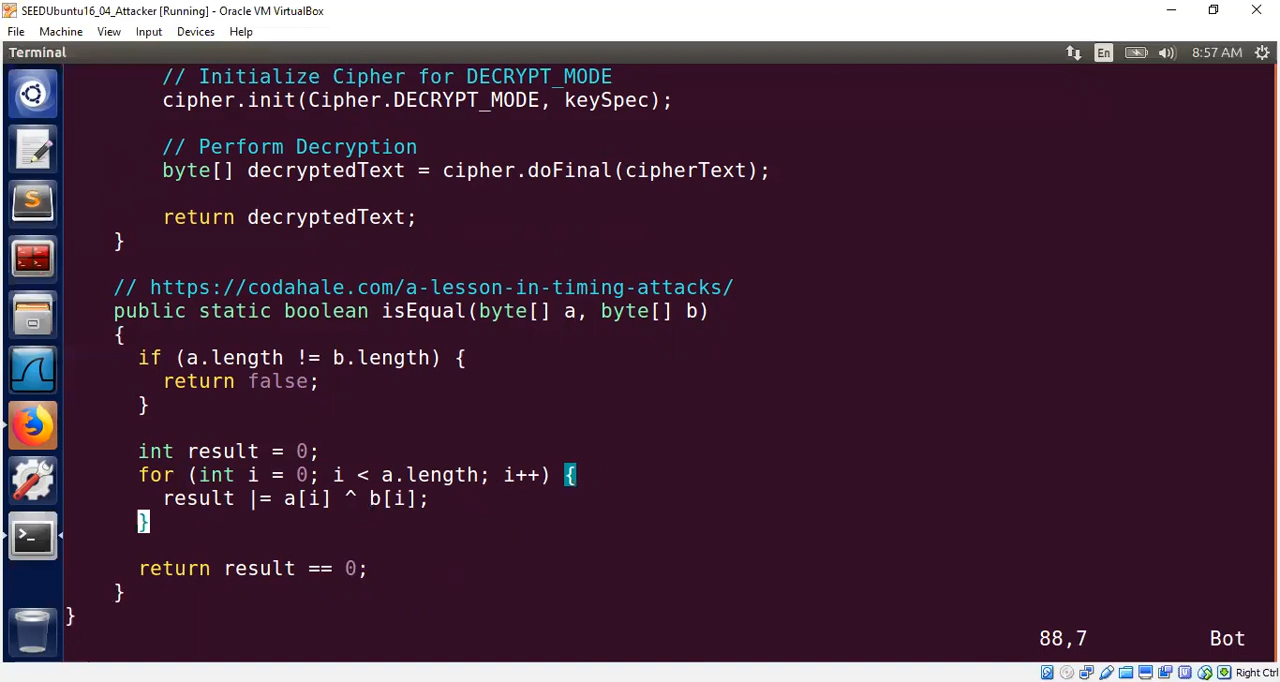 SEEDUbuntu16_04_Attacker [Running] - Oracle VM VirtualBox
File Machine View Input Devices Help
Terminal En 8:57 AM
// Initialize Cipher for DECRYPT_MODE
cipher.init(Cipher.DECRYPT_MODE, keySpec);
// Perform Decryption
byte[] decryptedText = cipher.doFinal(cipherText);
return decryptedText;
}
// https://codahale.com/a-lesson-in-timing-attacks/
public static boolean isEqual(byte[] a, byte[] b)
{
if (a.length != b.length) {
return false;
}
int result = 0;
for (int i = 0; i < a.length; i++) {
result |= a[i] ^ b[i];
}
return result == 0;
}
}
88,7 Bot
Right Ctrl